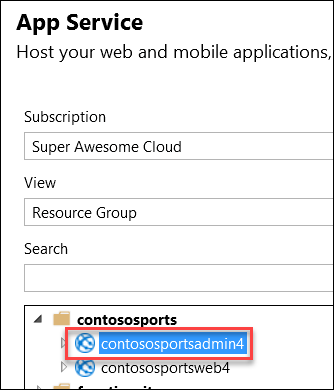 App Service
Host your web and mobile applications,
Subscription
Super Awesome Cloud
View
Resource Group
Search
contososports
contososportsadmin4
contososportsweb4